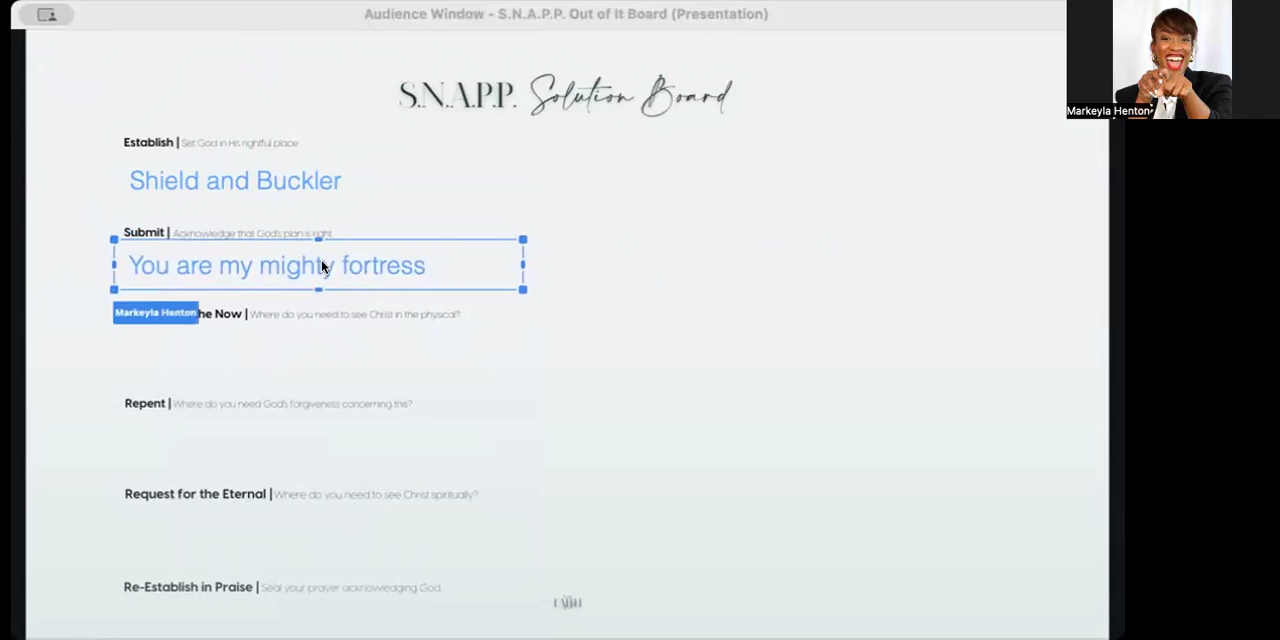 Audience Window - S.N.A.P.P. Out of It Board (Presentation)
S.N.A.P.P. Solution Board
Markeyla Henton
Establish | Set God in His rightful place
Shield and Buckler
Submit | Acknowledge that God's plan is right
You are my mighty fortress
Markeyla Henton he Now | Where do you need to see Christ in the physical?
Repent | Where do you need God's forgiveness concerning this?
Request for the Eternal | Where do you need to see Christ spiritually?
Re-Establish in Praise | Seal your prayer acknowledging God